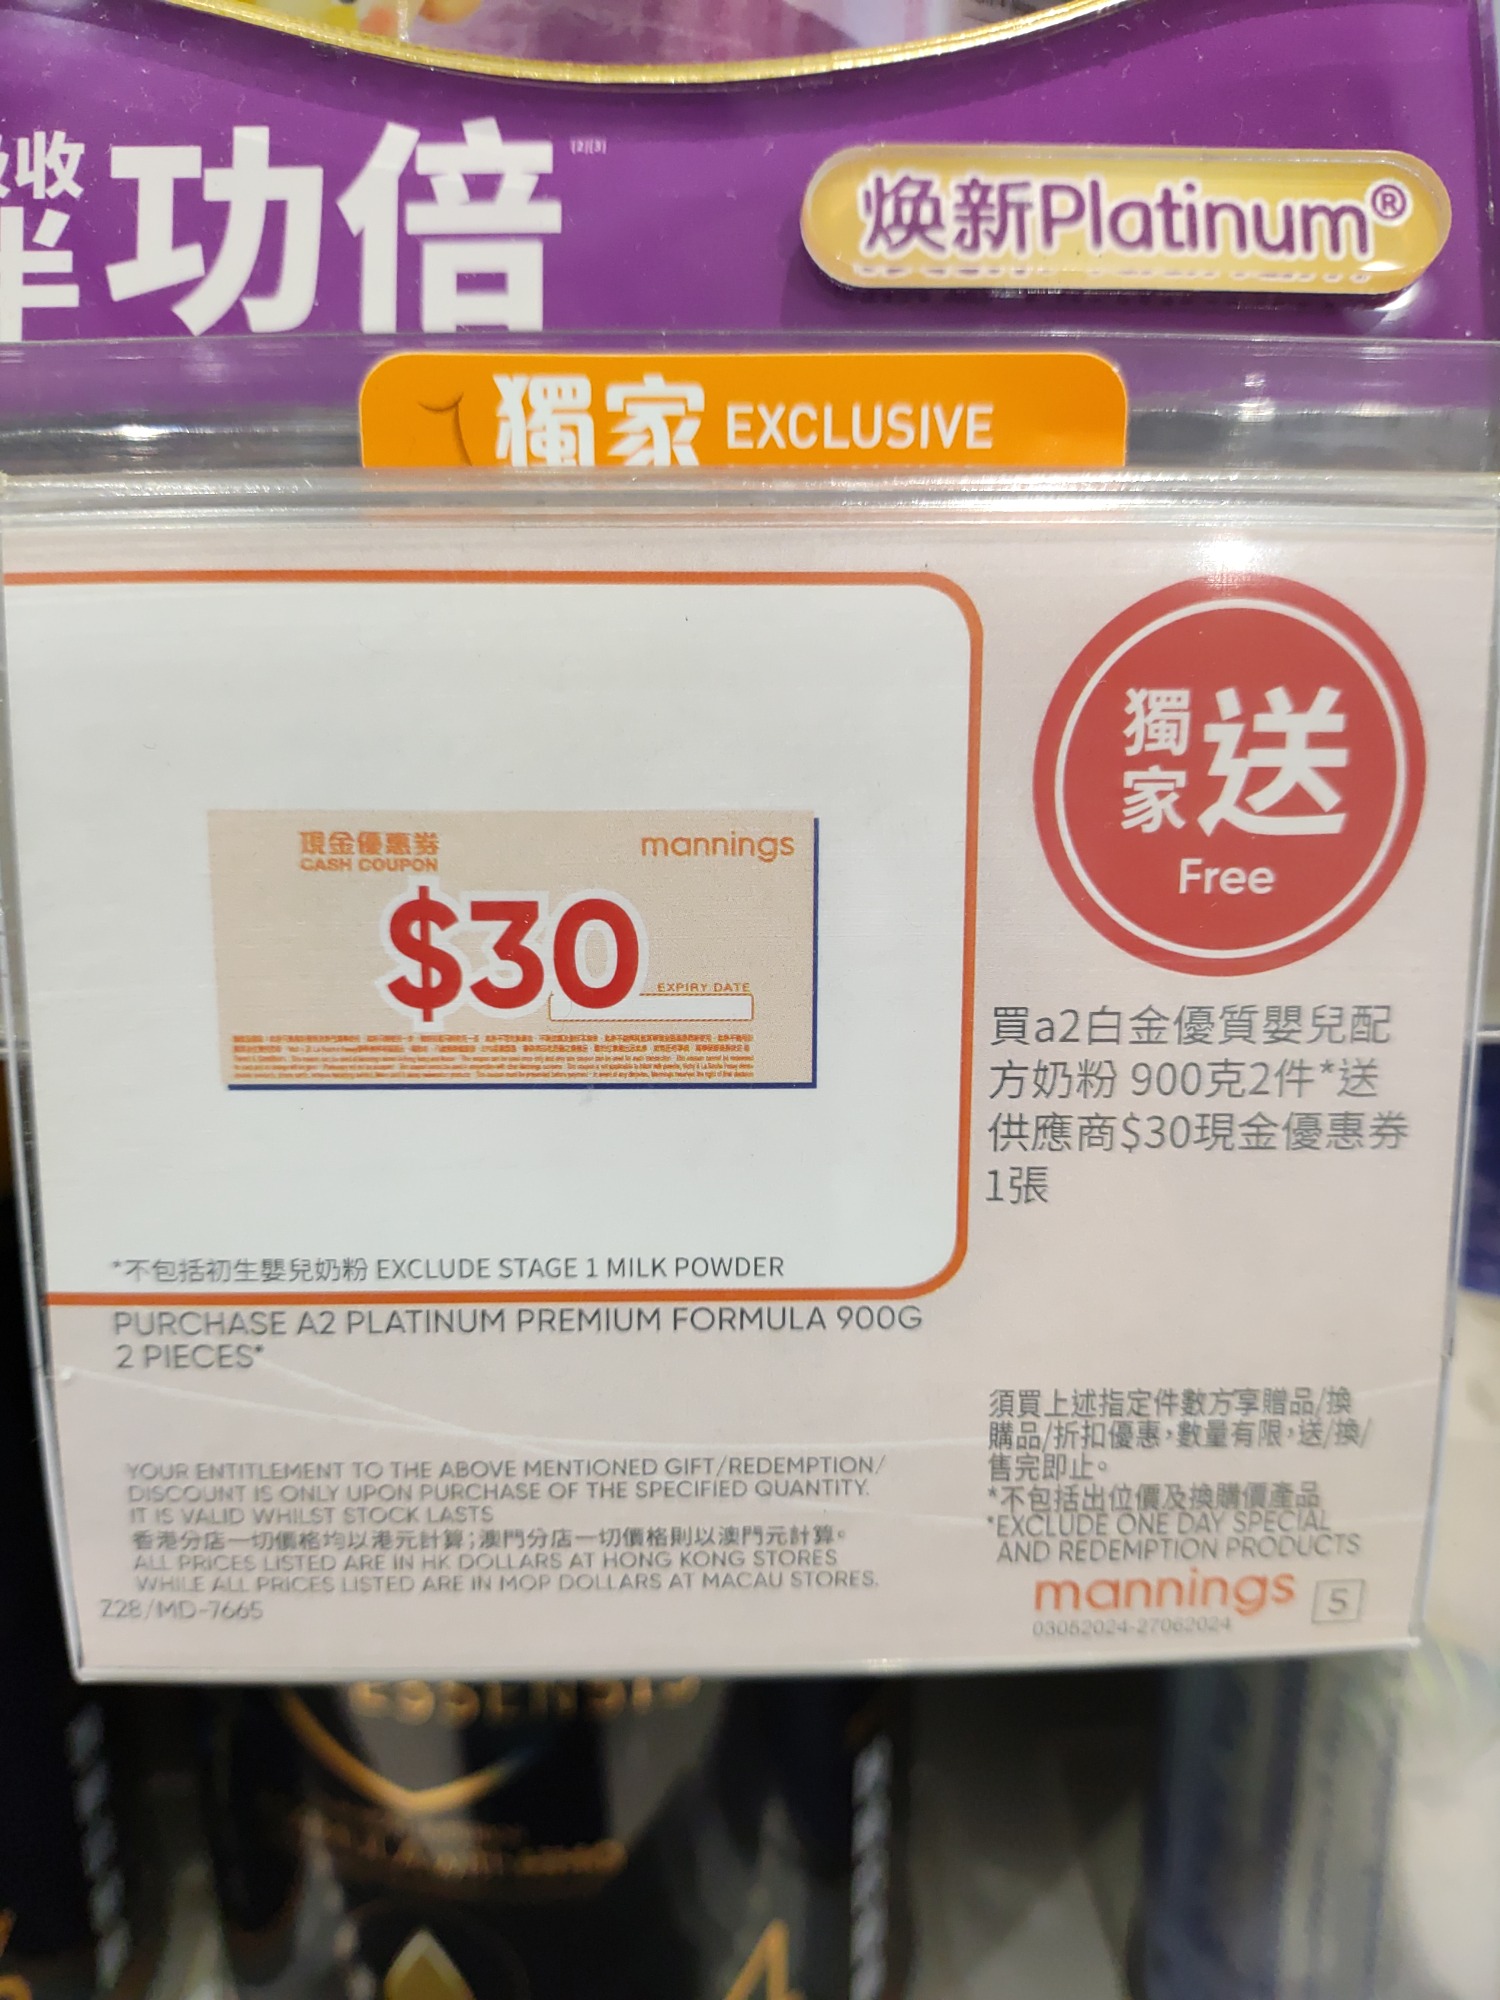 收
半功倍
[2][3]
煥新Platinum®
獨家 EXCLUSIVE
獨家送
Free
現金優惠券
CASH COUPON
mannings
$30
EXPIRY DATE
買a2白金優質嬰兒配
方奶粉 900克2件*送
供應商$30現金優惠券
1張
*不包括初生嬰兒奶粉 EXCLUDE STAGE 1 MILK POWDER
PURCHASE A2 PLATINUM PREMIUM FORMULA 900G
2 PIECES*
YOUR ENTITLEMENT TO THE ABOVE MENTIONED GIFT/REDEMPTION/
DISCOUNT IS ONLY UPON PURCHASE OF THE SPECIFIED QUANTITY.
IT IS VALID WHILST STOCK LASTS
香港分店一切價格均以港元計算;澳門分店一切價格則以澳門元計算。
ALL PRICES LISTED ARE IN HK DOLLARS AT HONG KONG STORES
WHILE ALL PRICES LISTED ARE IN MOP DOLLARS AT MACAU STORES.
Z28/MD-7665
須買上述指定件數方享贈品/換
購品/折扣優惠,數量有限,送/換/
售完即止。
*不包括出位價及換購價產品
*EXCLUDE ONE DAY SPECIAL
AND REDEMPTION PRODUCTS
mannings 5
03052024-27062024
4